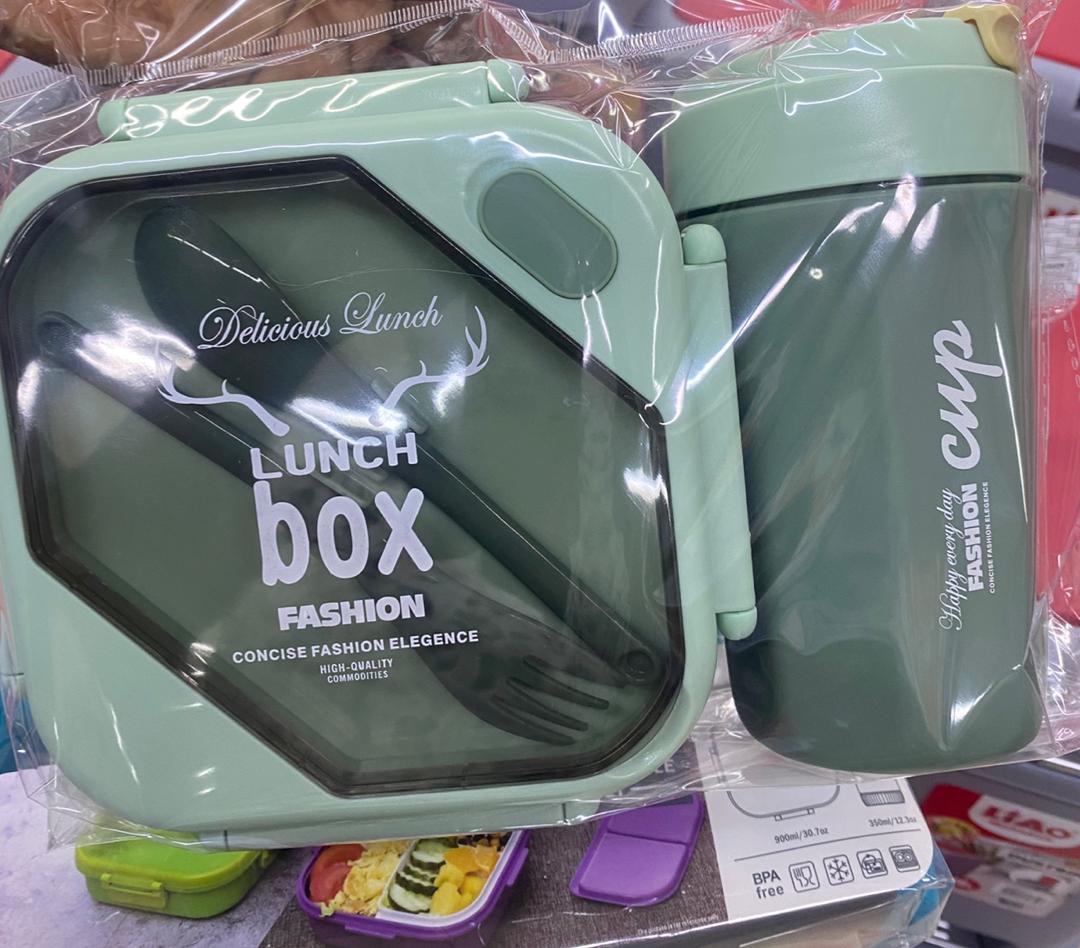 Delicious Lunch
LUNCH
box
FASHION
CONCISE FASHION ELEGENCE
HIGH-QUALITY
COMMODITIES
cup
Happy every day
FASHION
CONCISE FASHION ELEGENCE
900ml/30.7oz
350ml/12.3oz
BPA
free
LIAO